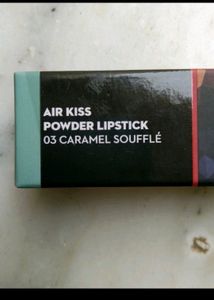 AIR KISS
POWDER LIPSTICK
03 CARAMEL SOUFFLÉ